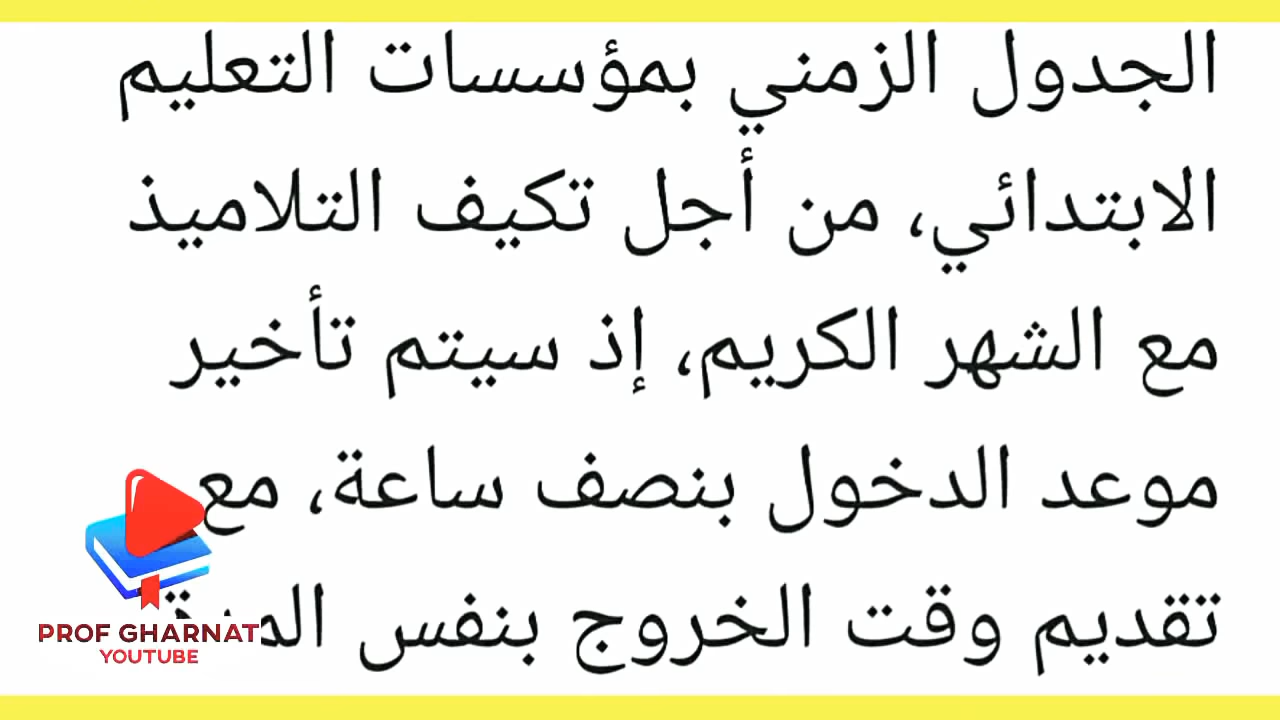 الجدول الزمني بمؤسسات التعليم
الابتدائي، من أجل تكيف التلاميذ
مع الشهر الكريم، إذ سيتم تأخير
موعد الدخول بنصف ساعة، مع
تقديم وقت الخروج بنفس
PROF GHARNAT
YOUTUBE